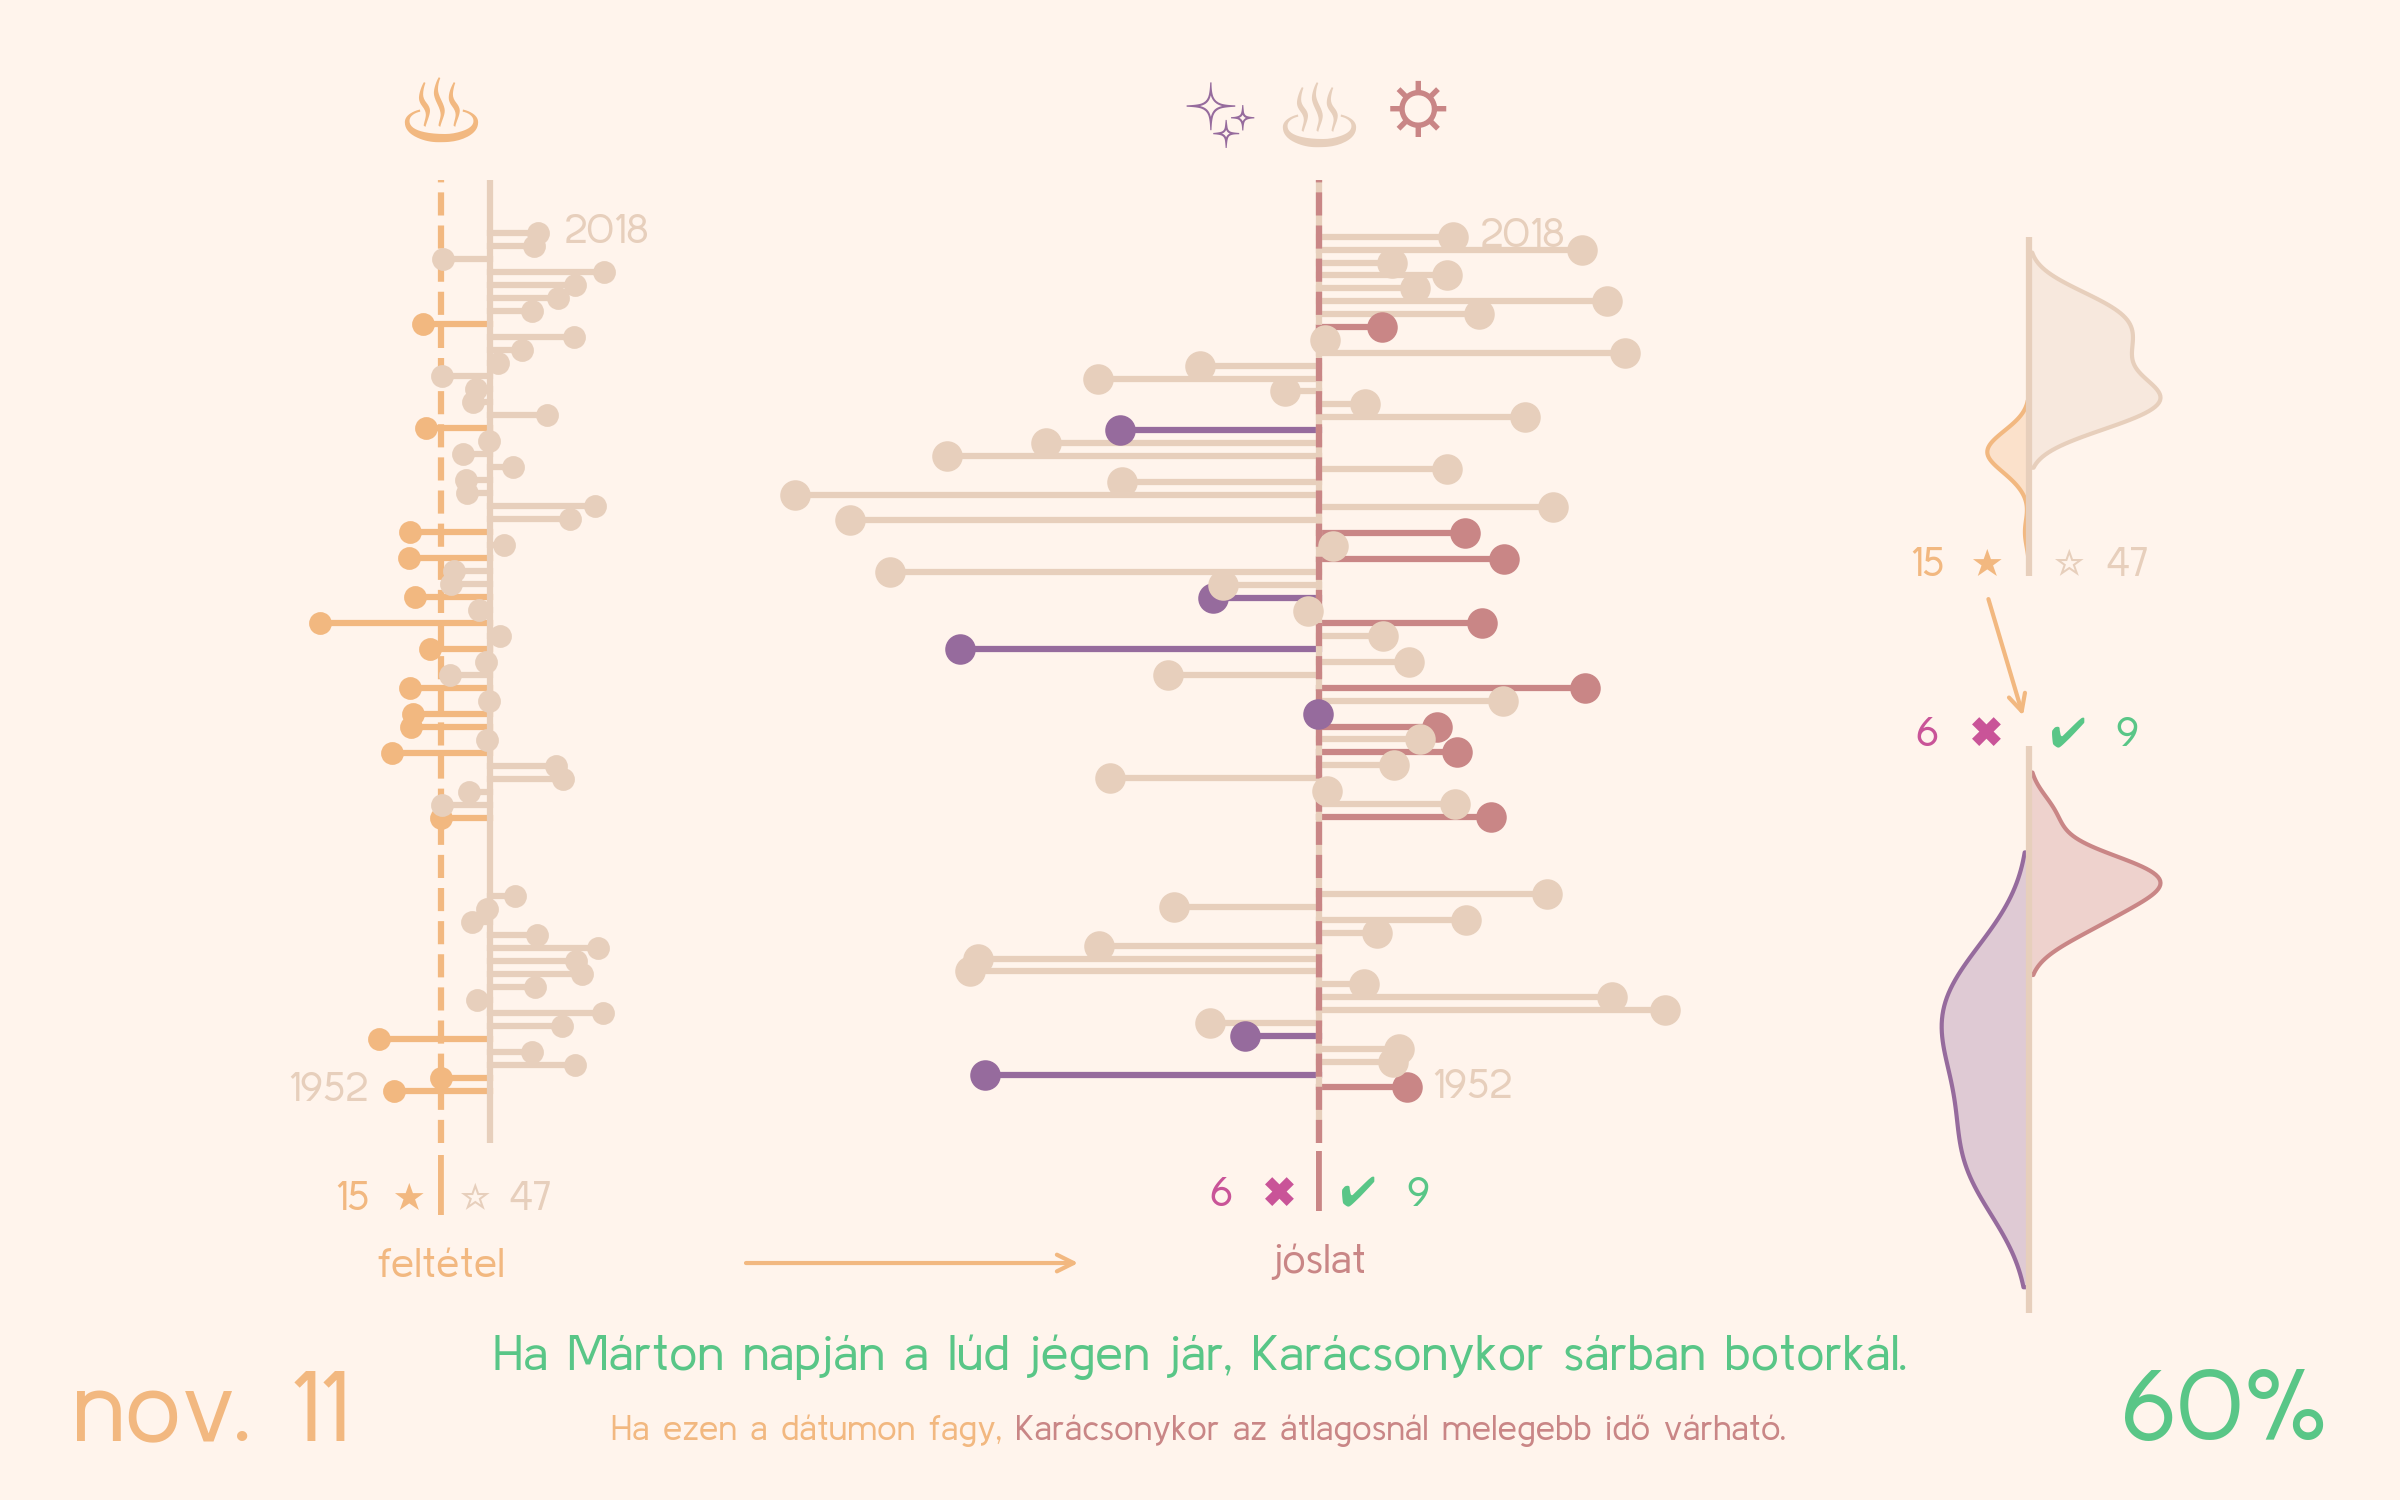 2018
2018
15 ★ ☆ 47
6 ✖ ✔ 9
1952
1952
15 ★ ☆ 47
6 ✖ ✔ 9
feltétel
jóslat
Ha Márton napján a lúd jégen jár, Karácsonykor sárban botorkál.
nov. 11
60%
Ha ezen a dátumon fagy, Karácsonykor az átlagosnál melegebb idő várható.